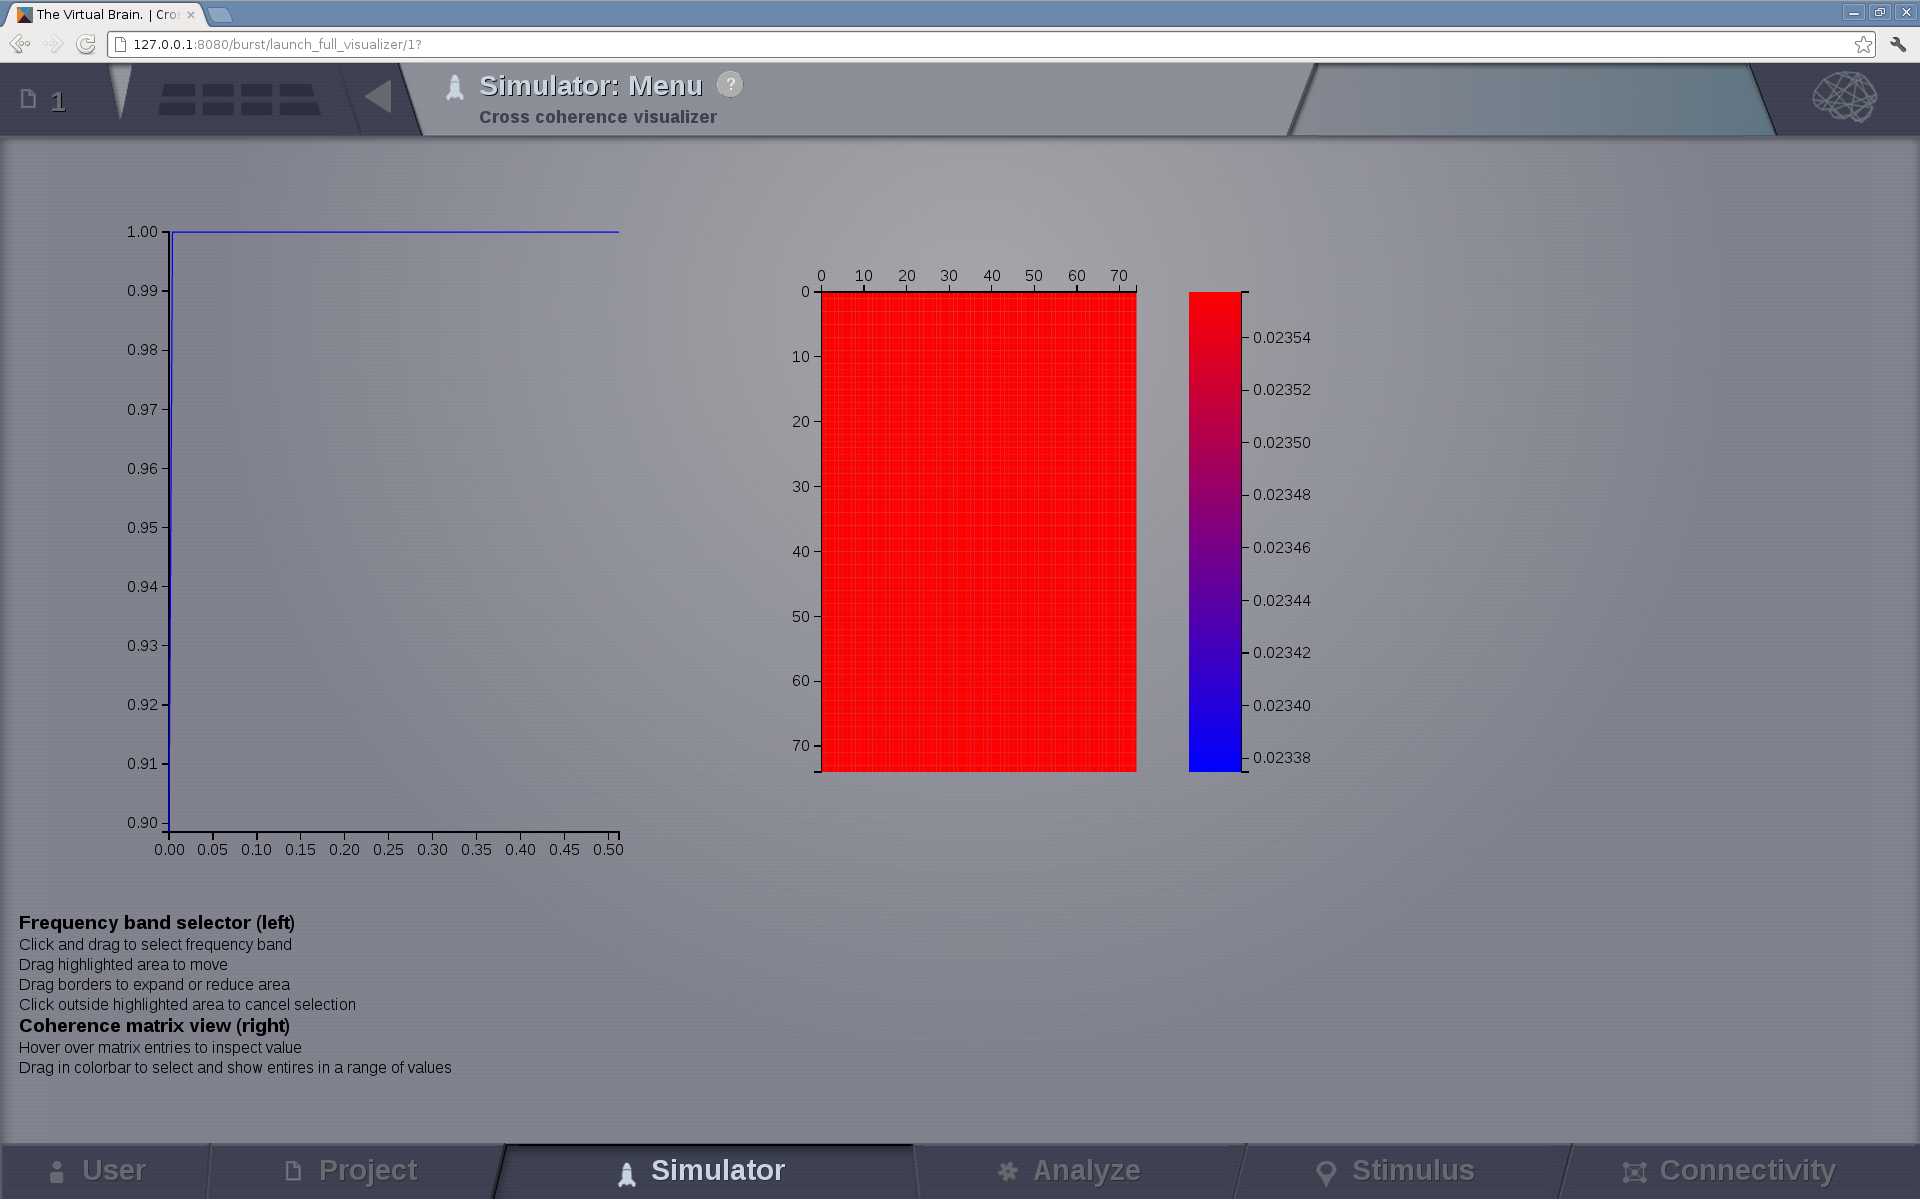 The Virtual Brain. | Cro
127.0.0.1:8080/burst/launch_full_visualizer/1?
1
Simulator: Menu ?
Cross coherence visualizer
1.00
0.99
0.98
0.97
0.96
0.95
0.94
0.93
0.92
0.91
0.90
0.00 0.05 0.10 0.15 0.20 0.25 0.30 0.35 0.40 0.45 0.50
0 10 20 30 40 50 60 70
0
10
20
30
40
50
60
70
0.02354
0.02352
0.02350
0.02348
0.02346
0.02344
0.02342
0.02340
0.02338
Frequency band selector (left)
Click and drag to select frequency band
Drag highlighted area to move
Drag borders to expand or reduce area
Click outside highlighted area to cancel selection
Coherence matrix view (right)
Hover over matrix entries to inspect value
Drag in colorbar to select and show entires in a range of values
User Project Simulator Analyze Stimulus Connectivity